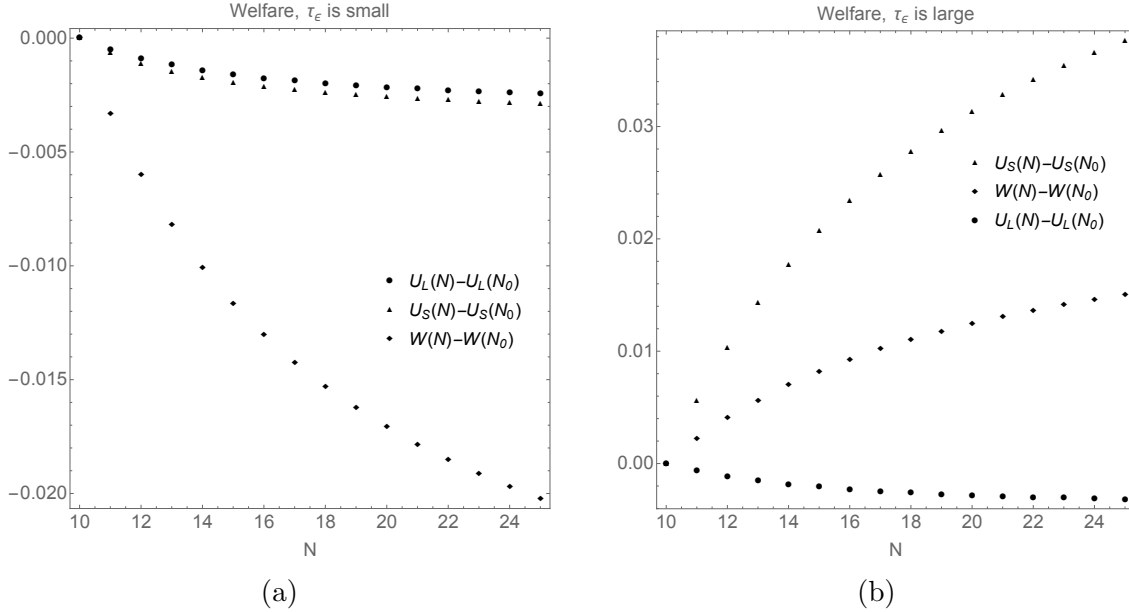 Welfare, τ_ϵ is small
0.000
−0.005
−0.010
−0.015
−0.020
U_L(N)−U_L(N_0)
U_S(N)−U_S(N_0)
W(N)−W(N_0)
10 12 14 16 18 20 22 24
N
(a)
Welfare, τ_ϵ is large
0.03
0.02
0.01
0.00
U_S(N)−U_S(N_0)
W(N)−W(N_0)
U_L(N)−U_L(N_0)
10 12 14 16 18 20 22 24
N
(b)